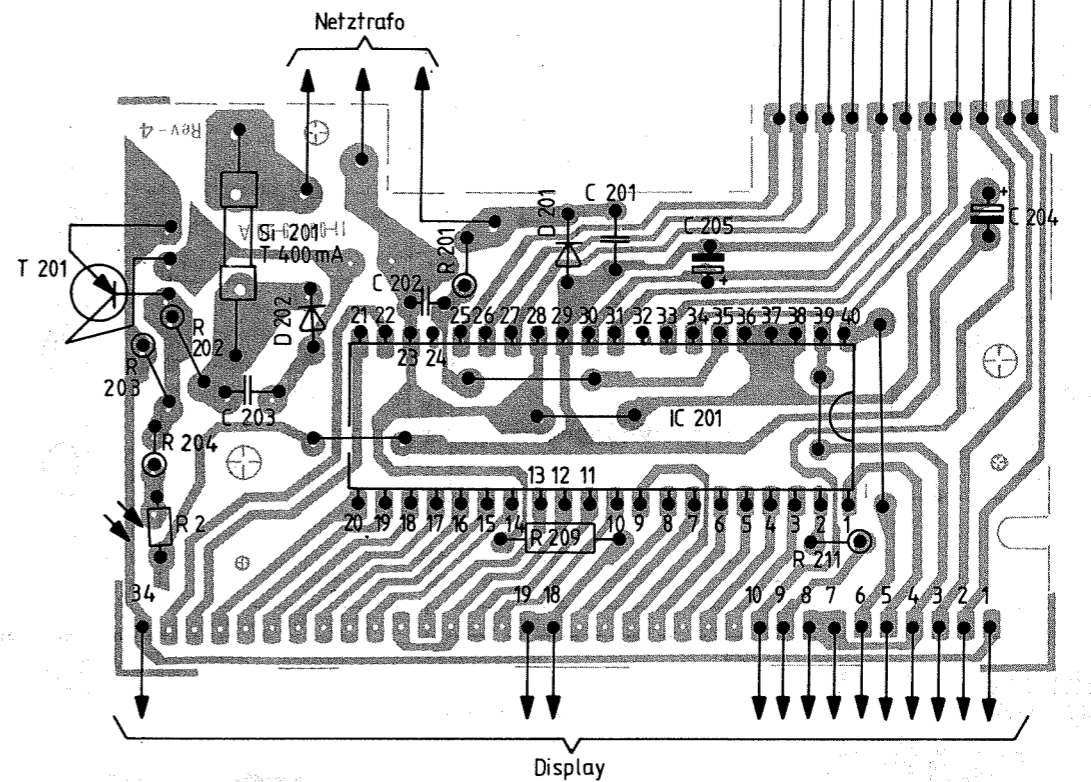 Netztrafo
Rev-4
D 201
C 201
C 205
+
C 204
+
Si 201
T 400mA
T 201
R 201
C 202
D 202
R 202
R 203
C 203
21 22 23 24 25 26 27 28 29 30 31 32 33 34 35 36 37 38 39 40
IC 201
R 204
13 12 11
20 19 18 17 16 15 14 10 9 8 7 6 5 4 3 2 1
R 2
R 209
R 211
34 19 18 10 9 8 7 6 5 4 3 2 1
Display